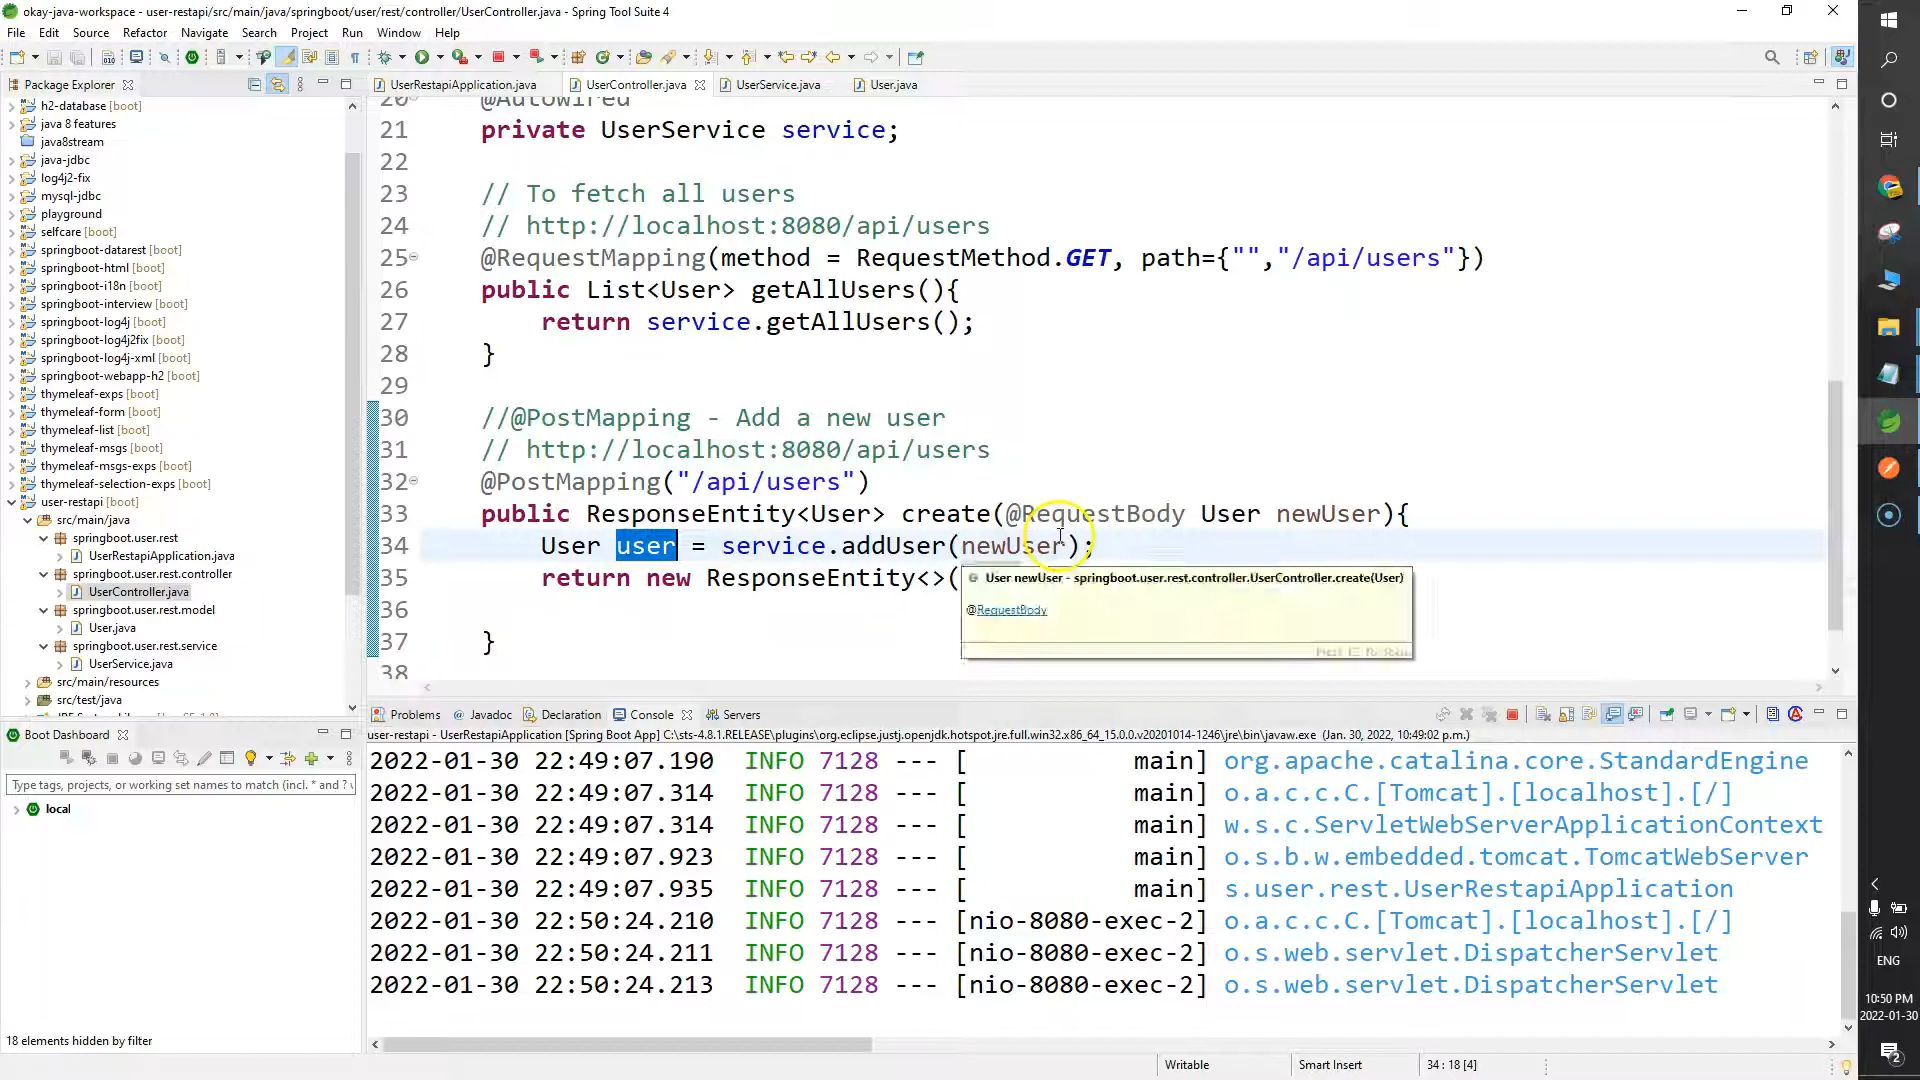 okay-java-workspace - user-restapi/src/main/java/springboot/user/rest/controller/UserController.java - Spring Tool Suite 4
File Edit Source Refactor Navigate Search Project Run Window Help
Package Explorer
h2-database [boot]
java 8 features
java8stream
java-jdbc
log4j2-fix
mysql-jdbc
playground
selfcare [boot]
springboot-datarest [boot]
springboot-html [boot]
springboot-i18n [boot]
springboot-interview [boot]
springboot-log4j [boot]
springboot-log4j2fix [boot]
springboot-log4j-xml [boot]
springboot-webapp-h2 [boot]
thymeleaf-exps [boot]
thymeleaf-form [boot]
thymeleaf-list [boot]
thymeleaf-msgs [boot]
thymeleaf-msgs-exps [boot]
thymeleaf-selection-exps [boot]
user-restapi [boot]
src/main/java
springboot.user.rest
UserRestapiApplication.java
springboot.user.rest.controller
UserController.java
springboot.user.rest.model
User.java
springboot.user.rest.service
UserService.java
src/main/resources
src/test/java
UserRestapiApplication.java UserController.java UserService.java User.java
20 @Autowired
21 private UserService service;
22
23 // To fetch all users
24 // http://localhost:8080/api/users
25 @RequestMapping(method = RequestMethod.GET, path={"","/api/users"})
26 public List<User> getAllUsers(){
27 return service.getAllUsers();
28 }
29
30 //@PostMapping - Add a new user
31 // http://localhost:8080/api/users
32 @PostMapping("/api/users")
33 public ResponseEntity<User> create(@RequestBody User newUser){
34 User user = service.addUser(newUser);
35 return new ResponseEntity<>(
36
37 }
38
User newUser - springboot.user.rest.controller.UserController.create(User)
@RequestBody
Boot Dashboard
Type tags, projects, or working set names to match (incl. * and ?
local
18 elements hidden by filter
Problems Javadoc Declaration Console Servers
user-restapi - UserRestapiApplication [Spring Boot App] C:\sts-4.8.1.RELEASE\plugins\org.eclipse.justj.openjdk.hotspot.jre.full.win32.x86_64_15.0.0.v20201014-1246\jre\bin\javaw.exe (Jan. 30, 2022, 10:49:02 p.m.)
2022-01-30 22:49:07.190 INFO 7128 --- [ main] org.apache.catalina.core.StandardEngine
2022-01-30 22:49:07.314 INFO 7128 --- [ main] o.a.c.c.C.[Tomcat].[localhost].[/]
2022-01-30 22:49:07.314 INFO 7128 --- [ main] w.s.c.ServletWebServerApplicationContext
2022-01-30 22:49:07.923 INFO 7128 --- [ main] o.s.b.w.embedded.tomcat.TomcatWebServer
2022-01-30 22:49:07.935 INFO 7128 --- [ main] s.user.rest.UserRestapiApplication
2022-01-30 22:50:24.210 INFO 7128 --- [nio-8080-exec-2] o.a.c.c.C.[Tomcat].[localhost].[/]
2022-01-30 22:50:24.211 INFO 7128 --- [nio-8080-exec-2] o.s.web.servlet.DispatcherServlet
2022-01-30 22:50:24.213 INFO 7128 --- [nio-8080-exec-2] o.s.web.servlet.DispatcherServlet
Writable Smart Insert 34 : 18 [4]
ENG
10:50 PM
2022-01-30
2